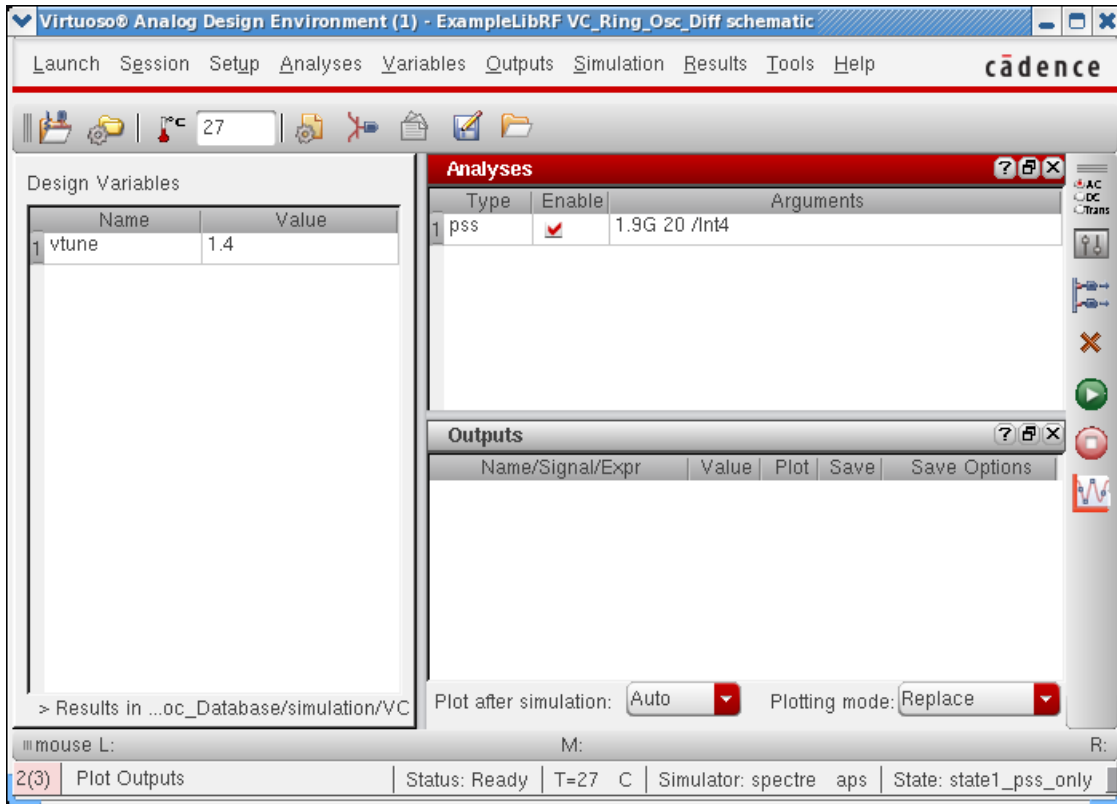 Virtuoso® Analog Design Environment (1) - ExampleLibRF VC_Ring_Osc_Diff schematic
Launch Session Setup Analyses Variables Outputs Simulation Results Tools Help cādence
°C 27
Design Variables
Name Value
1 vtune 1.4
> Results in ...oc_Database/simulation/VC
Analyses ?
Type Enable Arguments
1 pss 1.9G 20 /Int4
AC
DC
Trans
Outputs ?
Name/Signal/Expr Value Plot Save Save Options
Plot after simulation: Auto Plotting mode: Replace
mouse L: M: R:
2(3) Plot Outputs Status: Ready T=27 C Simulator: spectre aps State: state1_pss_only